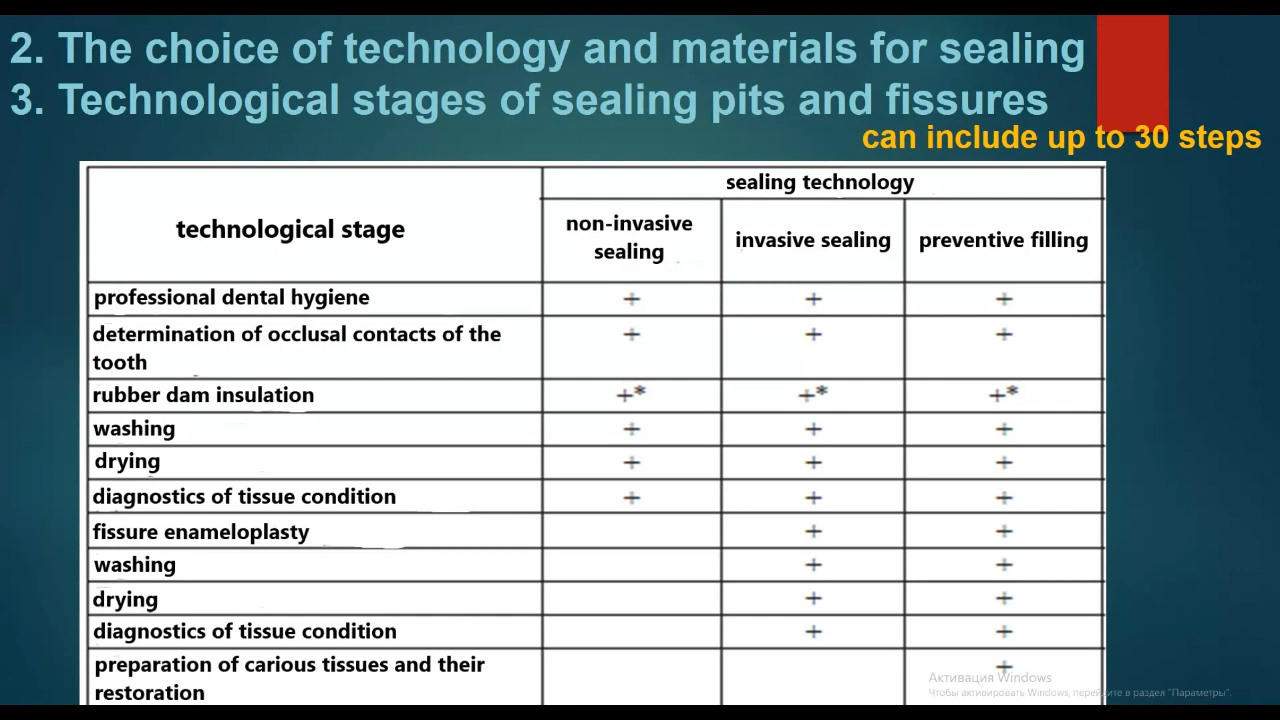 2. The choice of technology and materials for sealing
3. Technological stages of sealing pits and fissures
can include up to 30 steps
technological stage
sealing technology
non-invasive
sealing
invasive sealing
preventive filling
professional dental hygiene + + +
determination of occlusal contacts of the + + +
tooth
rubber dam insulation +* +* +*
washing + + +
drying + + +
diagnostics of tissue condition + + +
fissure enameloplasty + +
washing + +
drying + +
diagnostics of tissue condition + +
preparation of carious tissues and their +
restoration
Активация Windows
Чтобы активировать Windows, перейдите в раздел "Параметры".